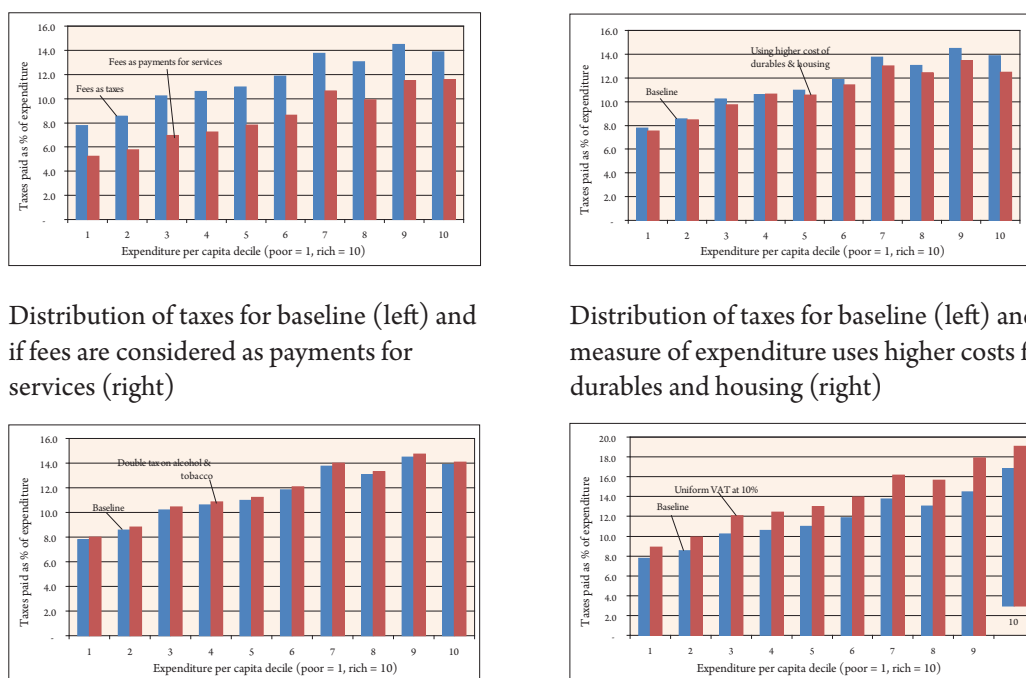 16.0
14.0
12.0
10.0
8.0
6.0
4.0
2.0
-
Taxes paid as % of expenditure
Fees as payments for services
Fees as taxes
1 2 3 4 5 6 7 8 9 10
Expenditure per capita decile (poor = 1, rich = 10)
16.0
14.0
12.0
10.0
8.0
6.0
4.0
2.0
-
Taxes paid as % of expenditure
Using higher cost of
durables & housing
Baseline
1 2 3 4 5 6 7 8 9 10
Expenditure per capita decile (poor = 1, rich = 10)
Distribution of taxes for baseline (left) and
if fees are considered as payments for
services (right)
Distribution of taxes for baseline (left) an
measure of expenditure uses higher costs f
durables and housing (right)
16.0
14.0
12.0
10.0
8.0
6.0
4.0
2.0
-
Taxes paid as % of expenditure
Double tax on alcohol &
tobacco
Baseline
1 2 3 4 5 6 7 8 9 10
Expenditure per capita decile (poor = 1, rich = 10)
20.0
18.0
16.0
14.0
12.0
10.0
8.0
6.0
4.0
2.0
-
Taxes paid as % of expenditure
Uniform VAT at 10%
Baseline
1 2 3 4 5 6 7 8 9 10
Expenditure per capita decile (poor = 1, rich = 10)